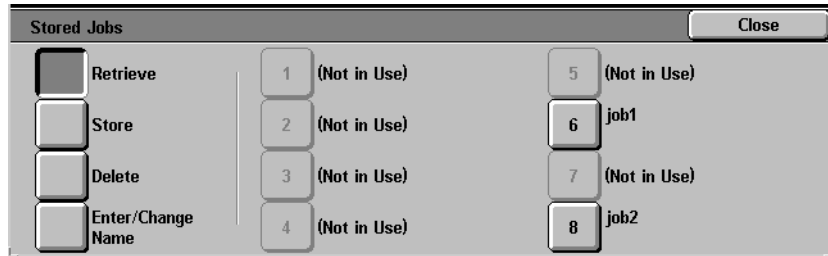 Stored Jobs
Close
Retrieve
Store
Delete
Enter/Change
Name
1 (Not in Use)
2 (Not in Use)
3 (Not in Use)
4 (Not in Use)
5 (Not in Use)
6 job1
7 (Not in Use)
8 job2